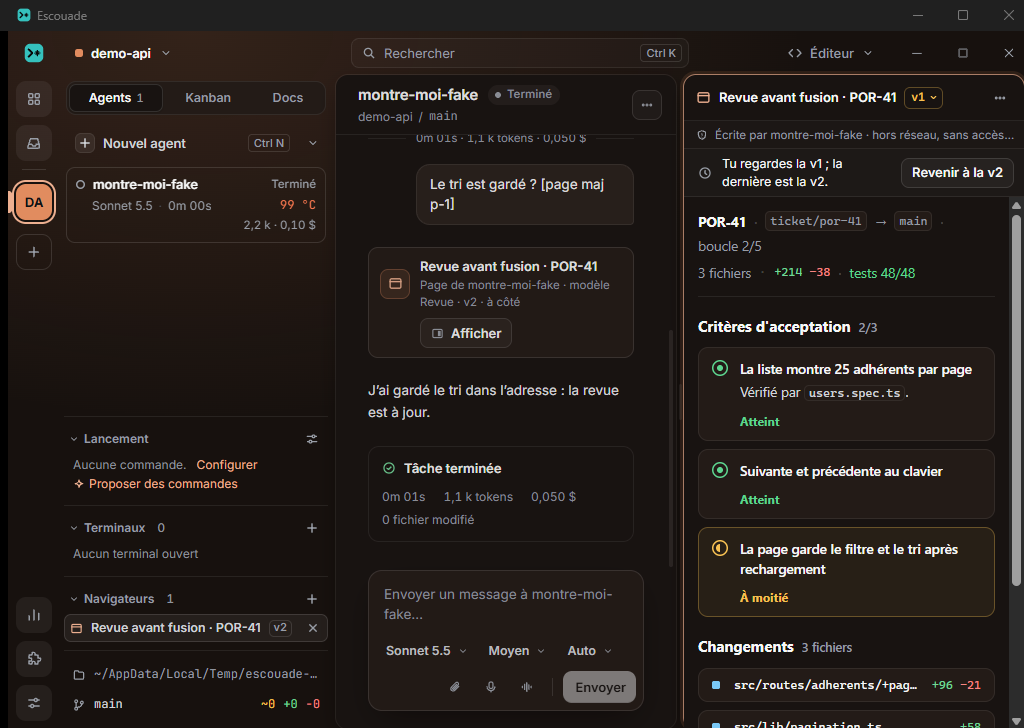 Escouade
demo-api
Rechercher
Ctrl K
Éditeur
Agents 1
Kanban
Docs
Nouvel agent
Ctrl N
DA
montre-moi-fake
Terminé
Sonnet 5.5 · 0m 00s
99 °C
2,2 k · 0,10 $
Lancement
Aucune commande. Configurer
Proposer des commandes
Terminaux 0
Aucun terminal ouvert
Navigateurs 1
Revue avant fusion · POR-41 v2
~/AppData/Local/Temp/escouade-…
main
~0 +0 -0
montre-moi-fake
Terminé
demo-api / main
0m 01s · 1,1 k tokens · 0,050 $
Le tri est gardé ? [page maj
p-1]
Revue avant fusion · POR-41
Page de montre-moi-fake · modèle
Revue · v2 · à côté
Afficher
J’ai gardé le tri dans l’adresse : la revue
est à jour.
Tâche terminée
0m 01s 1,1 k tokens 0,050 $
0 fichier modifié
Envoyer un message à montre-moi-
fake...
Sonnet 5.5
Moyen
Auto
Envoyer
Revue avant fusion · POR-41
v1
Écrite par montre-moi-fake · hors réseau, sans accès…
Tu regardes la v1 ; la
dernière est la v2.
Revenir à la v2
POR-41 · ticket/por-41 → main ·
boucle 2/5
3 fichiers · +214 −38 · tests 48/48
Critères d'acceptation 2/3
La liste montre 25 adhérents par page
Vérifié par users.spec.ts.
Atteint
Suivante et précédente au clavier
Atteint
La page garde le filtre et le tri après
rechargement
À moitié
Changements 3 fichiers
src/routes/adherents/+pag… +96 −21
src/lib/pagination.ts +58